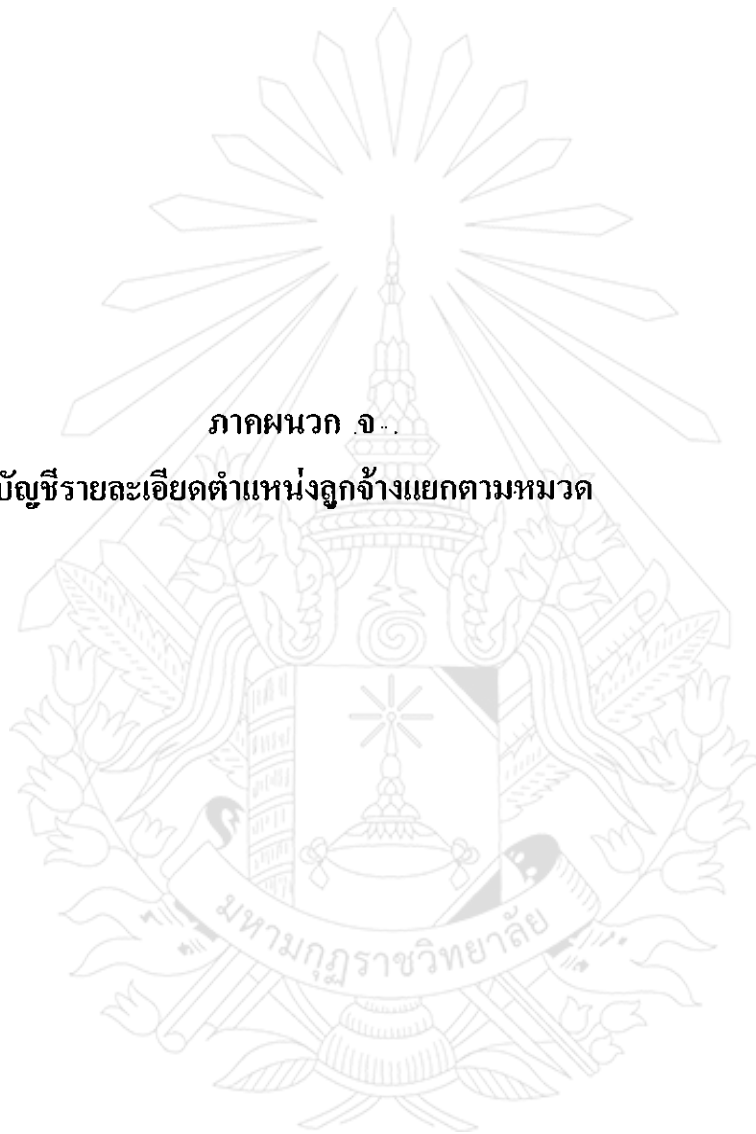 ภาคผนวก จ
บัญชีรายละเอียดตำแหน่งลูกจ้างแยกตามหมวด
มหามกุฏราชวิทยาลัย